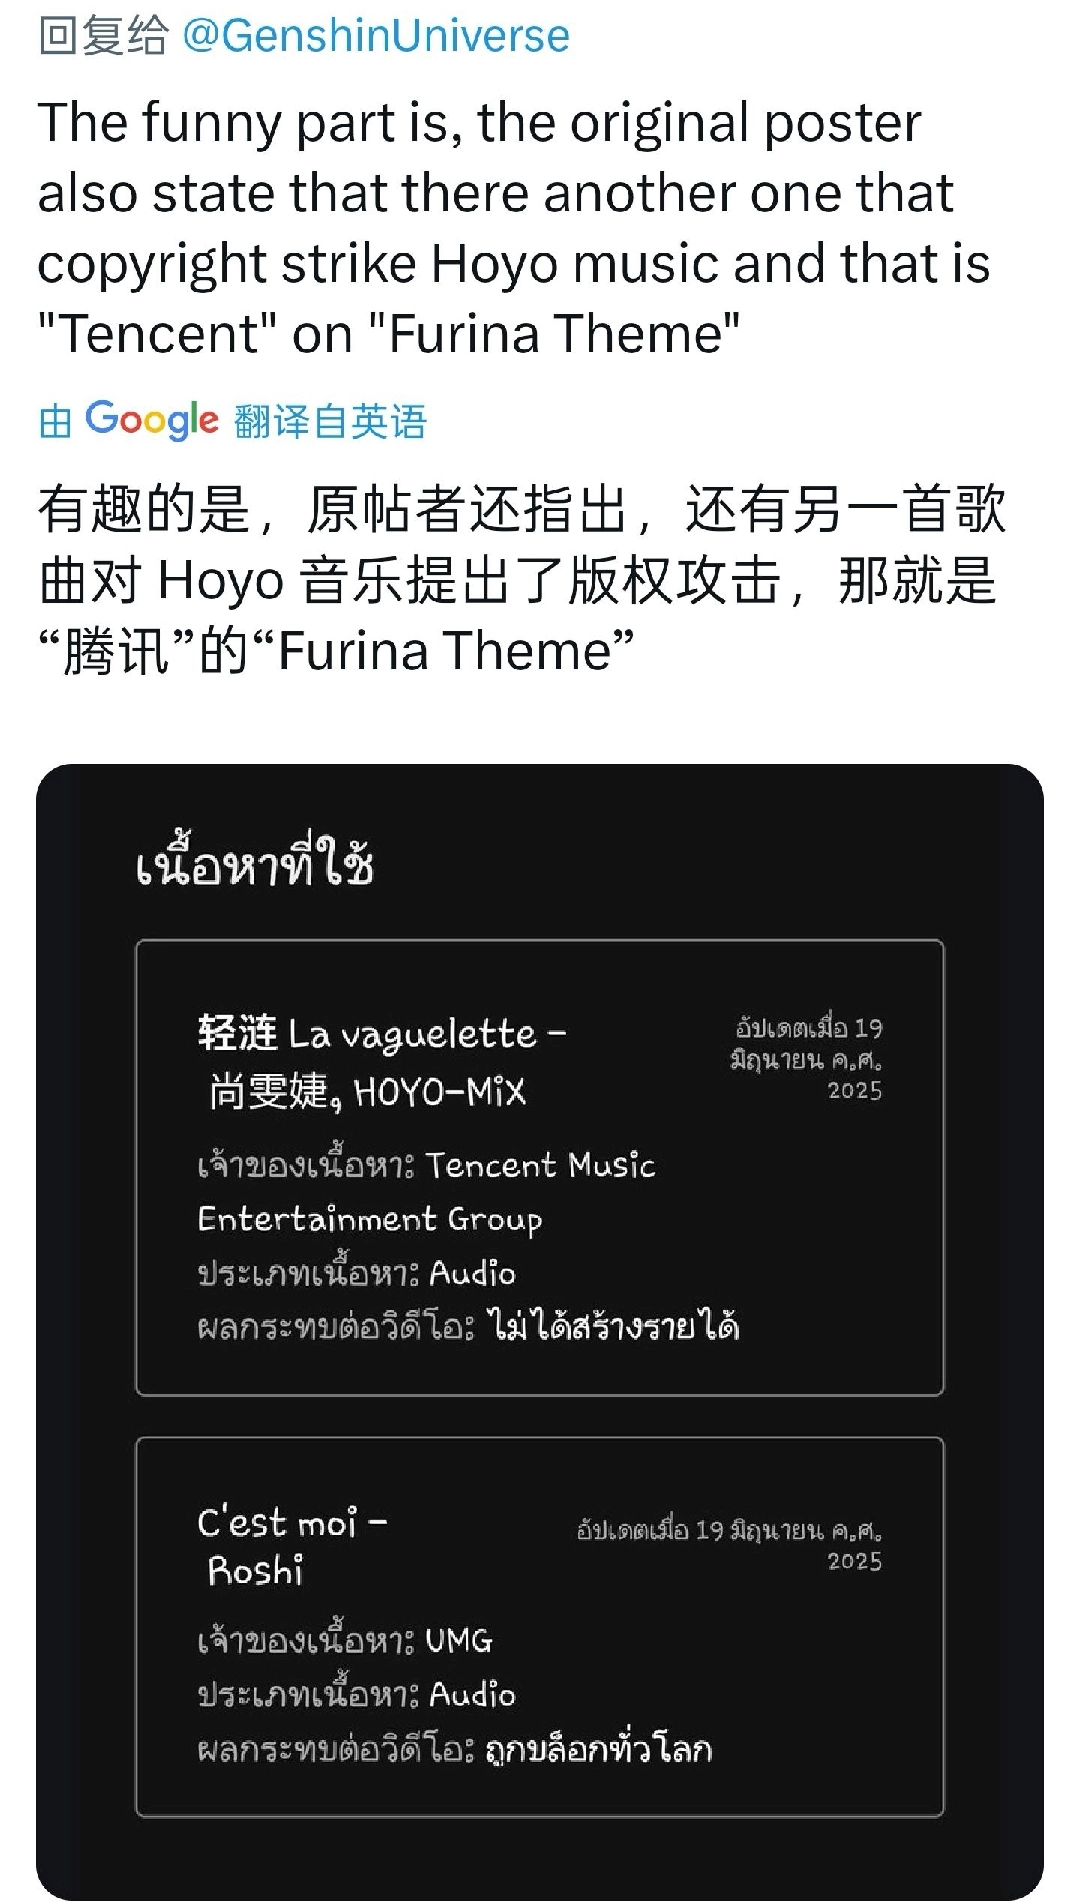 回复给 @GenshinUniverse
The funny part is, the original poster
also state that there another one that
copyright strike Hoyo music and that is
"Tencent" on "Furina Theme"
由 Google 翻译自英语
有趣的是，原帖者还指出，还有另一首歌
曲对 Hoyo 音乐提出了版权攻击，那就是
“腾讯”的“Furina Theme”
เนื้อหาที่ใช้
轻涟 La vaguelette -
尚雯婕, HOYO-MiX
อัปเดตเมื่อ 19
มิถุนายน ค.ศ.
2025
เจ้าของเนื้อหา: Tencent Music
Entertainment Group
ประเภทเนื้อหา: Audio
ผลกระทบต่อวิดีโอ: ไม่ได้สร้างรายได้
C'est moi -
Roshi
อัปเดตเมื่อ 19 มิถุนายน ค.ศ.
2025
เจ้าของเนื้อหา: UMG
ประเภทเนื้อหา: Audio
ผลกระทบต่อวิดีโอ: ถูกบล็อกทั่วโลก